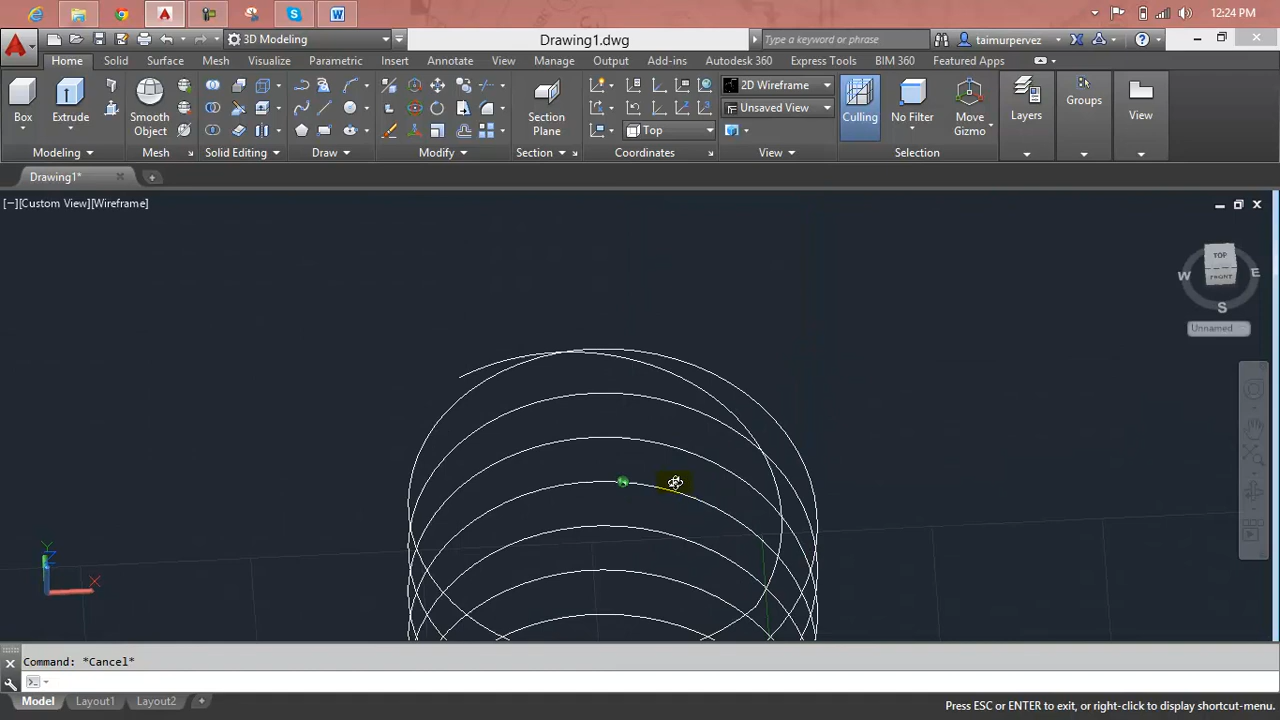 12:24 PM
3D Modeling
Drawing1.dwg
Type a keyword or phrase
taimurpervez
Home Solid Surface Mesh Visualize Parametric Insert Annotate View Manage Output Add-ins Autodesk 360 Express Tools BIM 360 Featured Apps
Box
Extrude
Smooth
Object
Section
Plane
Top
2D Wireframe
Unsaved View
Culling
No Filter
Move
Gizmo
Layers
Groups
View
Modeling
Mesh
Solid Editing
Draw
Modify
Section
Coordinates
View
Selection
Drawing1*
[−][Custom View][Wireframe]
TOP
FRONT
W
E
S
Unnamed
Y
Z
X
Command: *Cancel*
Model Layout1 Layout2 +
Press ESC or ENTER to exit, or right-click to display shortcut-menu.